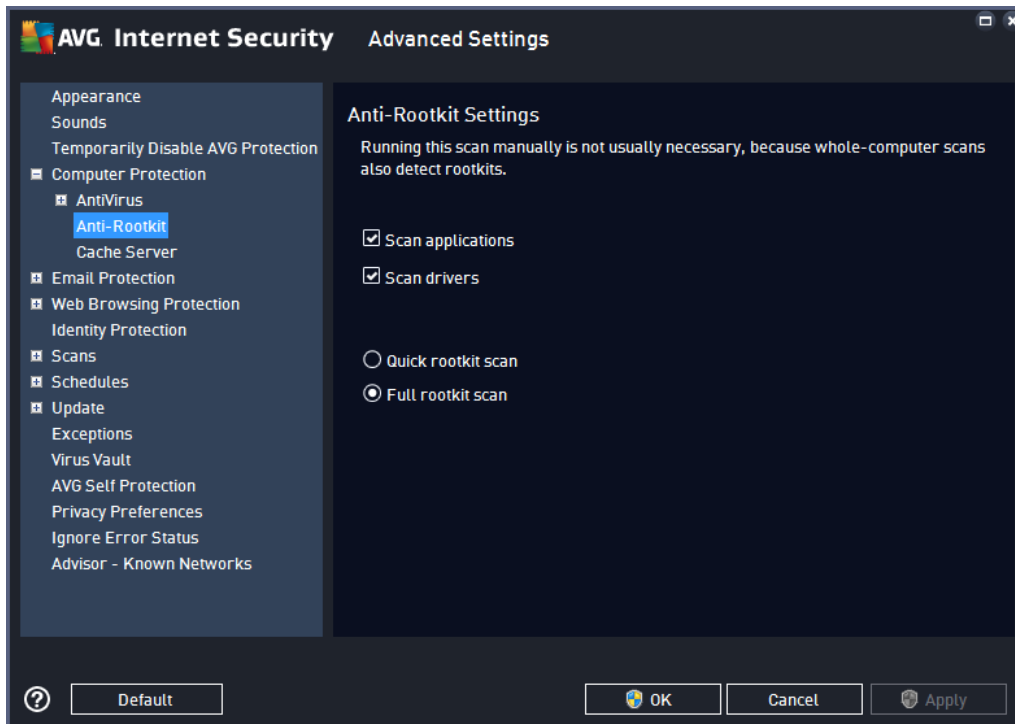 AVG. Internet Security Advanced Settings
Appearance
Sounds
Temporarily Disable AVG Protection
Computer Protection
AntiVirus
Anti-Rootkit
Cache Server
Email Protection
Web Browsing Protection
Identity Protection
Scans
Schedules
Update
Exceptions
Virus Vault
AVG Self Protection
Privacy Preferences
Ignore Error Status
Advisor - Known Networks
Anti-Rootkit Settings
Running this scan manually is not usually necessary, because whole-computer scans
also detect rootkits.
Scan applications
Scan drivers
Quick rootkit scan
Full rootkit scan
? Default OK Cancel Apply